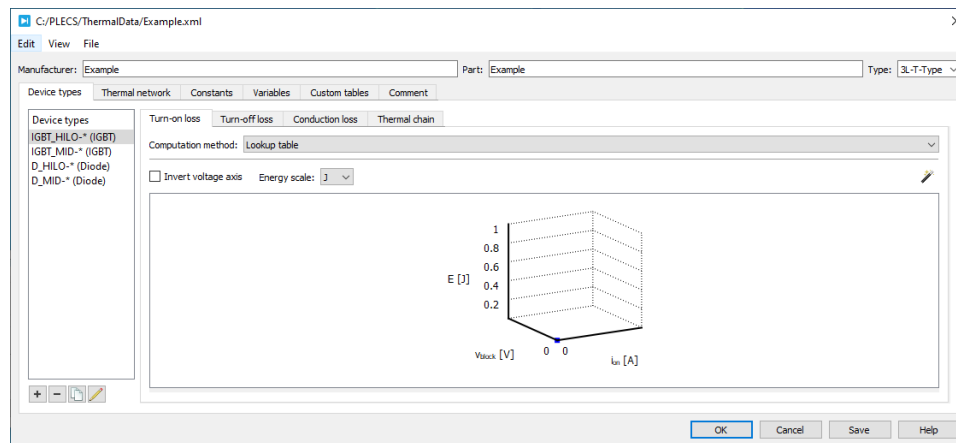 C:/PLECS/ThermalData/Example.xml
Edit View File
Manufacturer: Example Part: Example Type: 3L-T-Type
Device types Thermal network Constants Variables Custom tables Comment
Device types
IGBT_HILO-* (IGBT)
IGBT_MID-* (IGBT)
D_HILO-* (Diode)
D_MID-* (Diode)
Turn-on loss Turn-off loss Conduction loss Thermal chain
Computation method: Lookup table
Invert voltage axis Energy scale: J
1
0.8
0.6
E [J]
0.4
0.2
v_block [V] 0 0 i_on [A]
OK Cancel Save Help